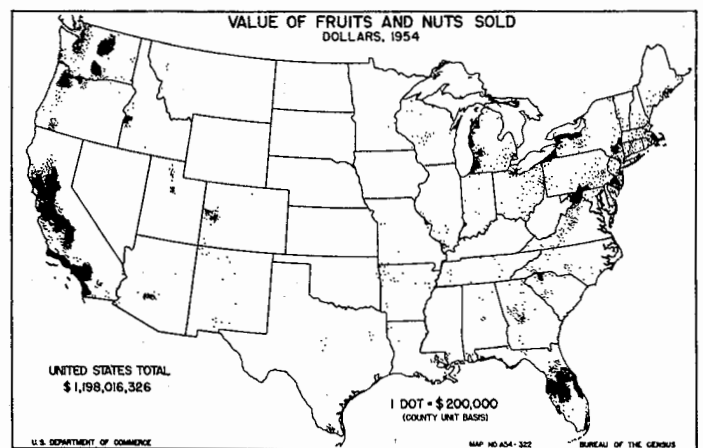 VALUE OF FRUITS AND NUTS SOLD
DOLLARS, 1954
UNITED STATES TOTAL
$1,198,016,326
1 DOT = $200,000
(COUNTY UNIT BASIS)
U. S. DEPARTMENT OF COMMERCE
MAP NO. A54-322
BUREAU OF THE CENSUS